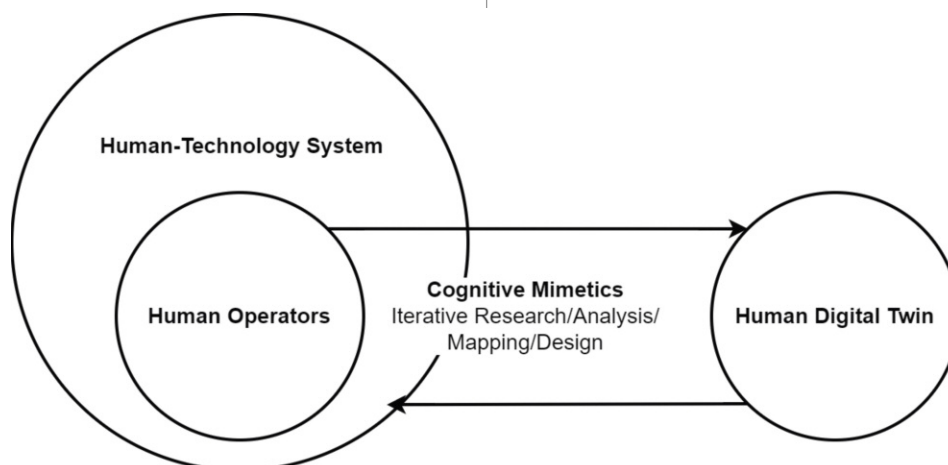 Human-Technology System
Human Operators
Cognitive Mimetics
Iterative Research/Analysis/
Mapping/Design
Human Digital Twin